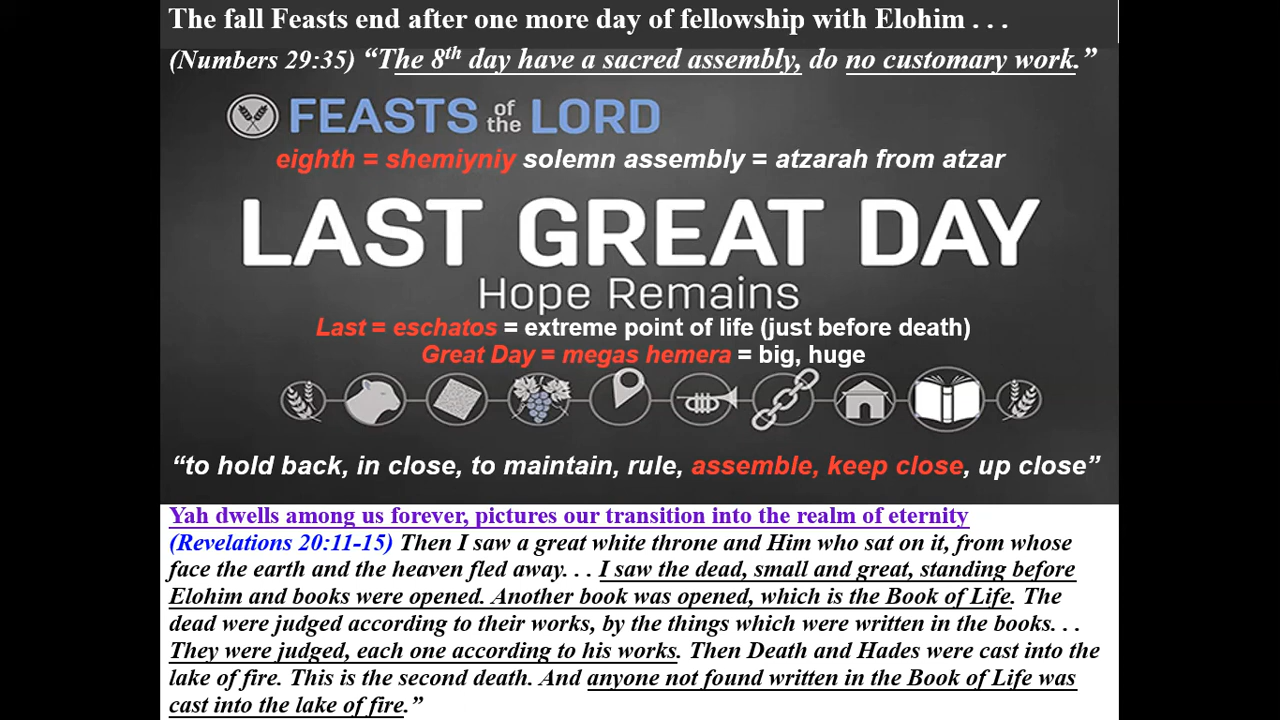 The fall Feasts end after one more day of fellowship with Elohim . . .
(Numbers 29:35) “The 8th day have a sacred assembly, do no customary work.”
FEASTS of the LORD
eighth = shemiyniy solemn assembly = atzarah from atzar
LAST GREAT DAY
Hope Remains
Last = eschatos = extreme point of life (just before death)
Great Day = megas hemera = big, huge
“to hold back, in close, to maintain, rule, assemble, keep close, up close”
Yah dwells among us forever, pictures our transition into the realm of eternity
(Revelations 20:11-15) Then I saw a great white throne and Him who sat on it, from whose
face the earth and the heaven fled away. . . I saw the dead, small and great, standing before
Elohim and books were opened. Another book was opened, which is the Book of Life. The
dead were judged according to their works, by the things which were written in the books. . .
They were judged, each one according to his works. Then Death and Hades were cast into the
lake of fire. This is the second death. And anyone not found written in the Book of Life was
cast into the lake of fire.”